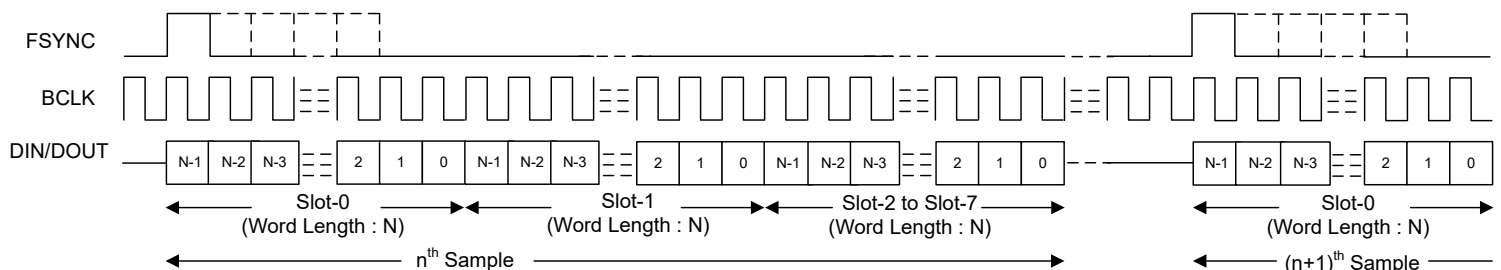 FSYNC
BCLK
DIN/DOUT
N-1 N-2 N-3 2 1 0 N-1 N-2 N-3 2 1 0 N-1 N-2 N-3 2 1 0 N-1 N-2 N-3 2 1 0
Slot-0 Slot-1 Slot-2 to Slot-7 Slot-0
(Word Length : N) (Word Length : N) (Word Length : N) (Word Length : N)
nth Sample (n+1)th Sample